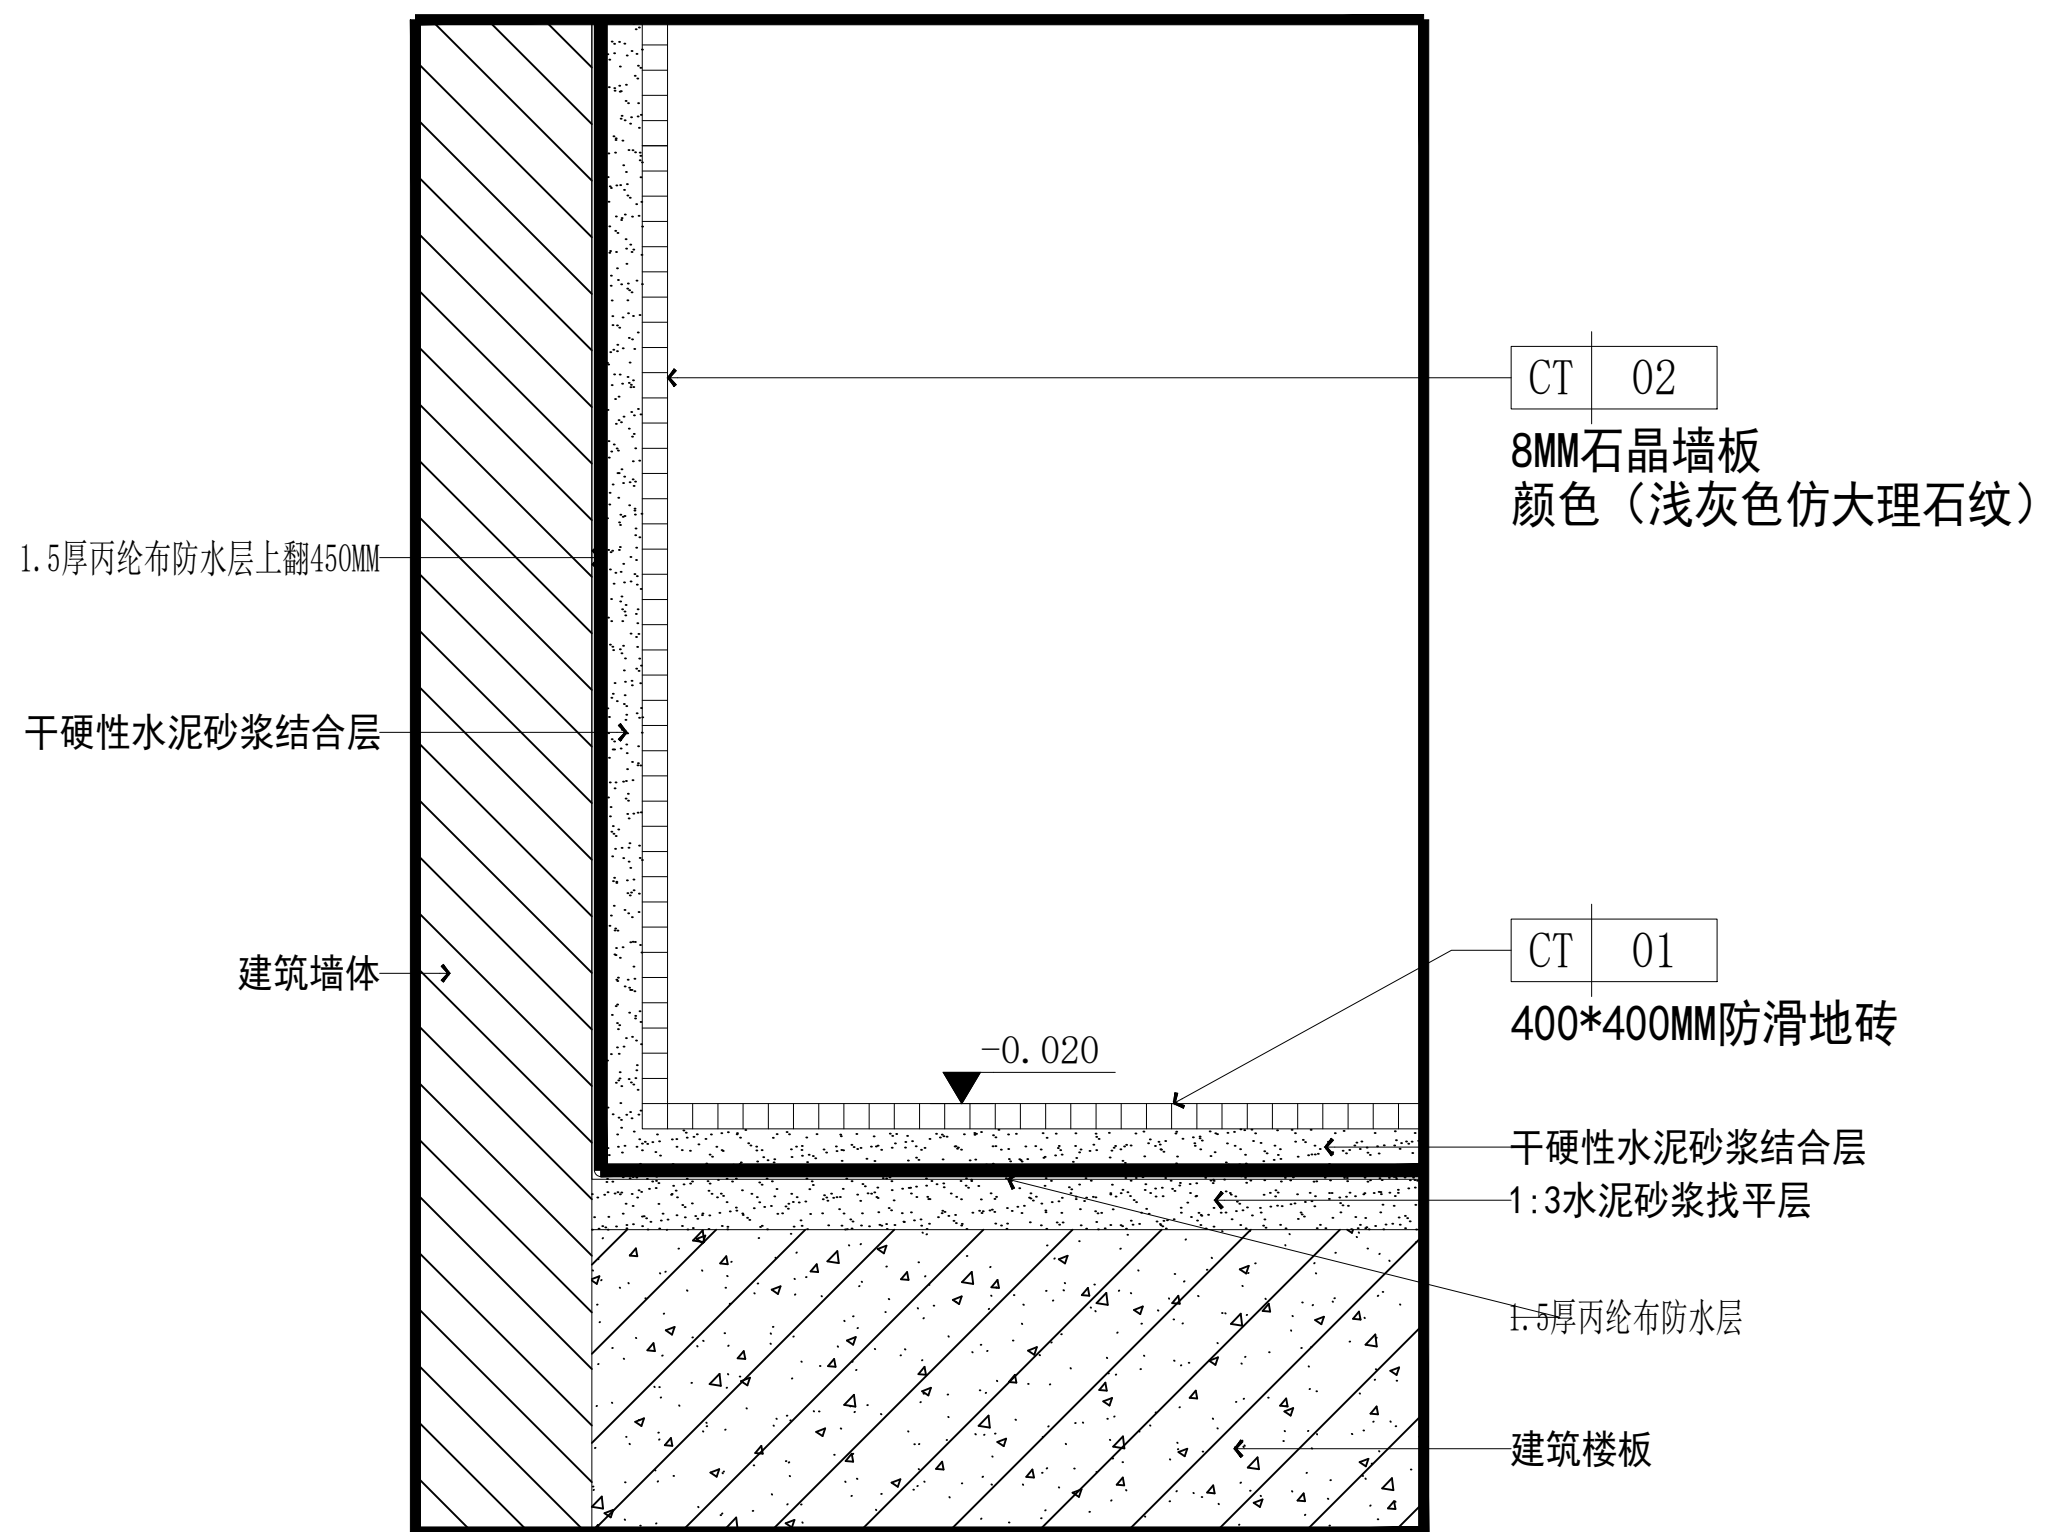 CT 02
8MM石晶墙板
颜色（浅灰色仿大理石纹）
1.5厚丙纶布防水层上翻450MM
干硬性水泥砂浆结合层
建筑墙体
CT 01
400*400MM防滑地砖
-0.020
干硬性水泥砂浆结合层
1:3水泥砂浆找平层
1.5厚丙纶布防水层
建筑楼板